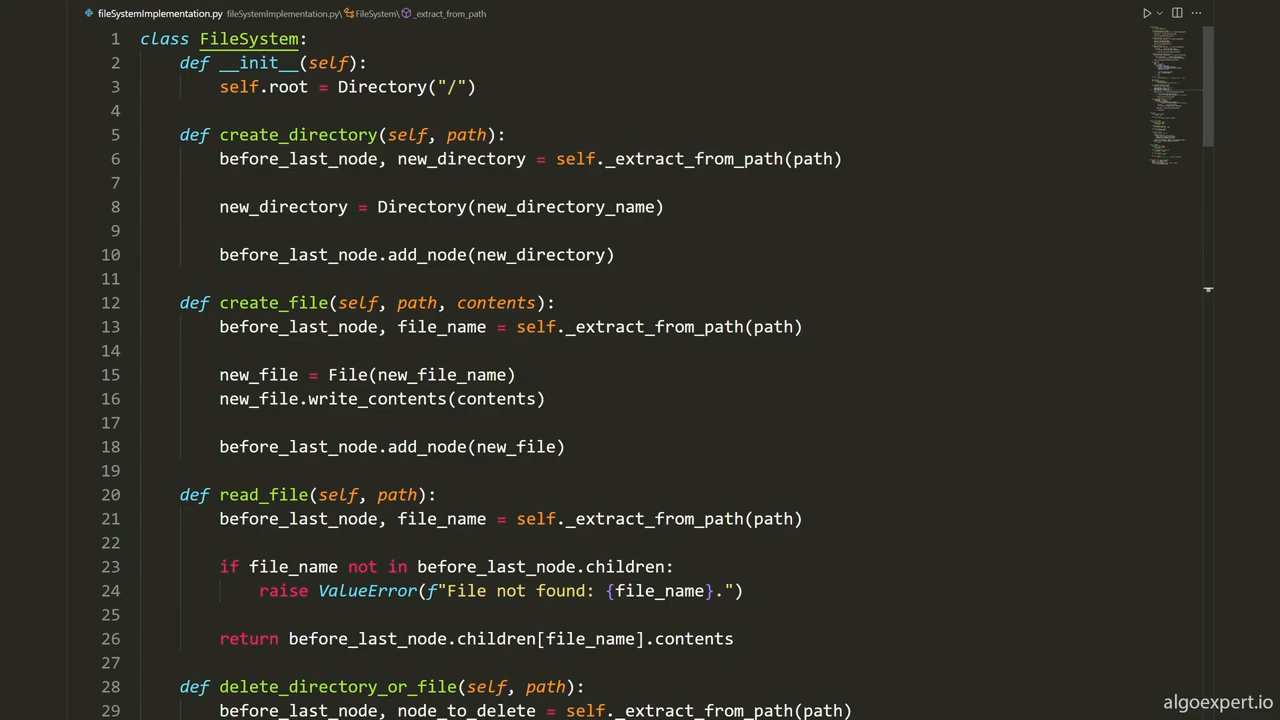 fileSystemImplementation.py fileSystemImplementation.py\ FileSystem\ _extract_from_path
1 class FileSystem:
2 def __init__(self):
3 self.root = Directory("/")
4
5 def create_directory(self, path):
6 before_last_node, new_directory = self._extract_from_path(path)
7
8 new_directory = Directory(new_directory_name)
9
10 before_last_node.add_node(new_directory)
11
12 def create_file(self, path, contents):
13 before_last_node, file_name = self._extract_from_path(path)
14
15 new_file = File(new_file_name)
16 new_file.write_contents(contents)
17
18 before_last_node.add_node(new_file)
19
20 def read_file(self, path):
21 before_last_node, file_name = self._extract_from_path(path)
22
23 if file_name not in before_last_node.children:
24 raise ValueError(f"File not found: {file_name}.")
25
26 return before_last_node.children[file_name].contents
27
28 def delete_directory_or_file(self, path):
29 before_last_node, node_to_delete = self._extract_from_path(path)
algoexpert.io